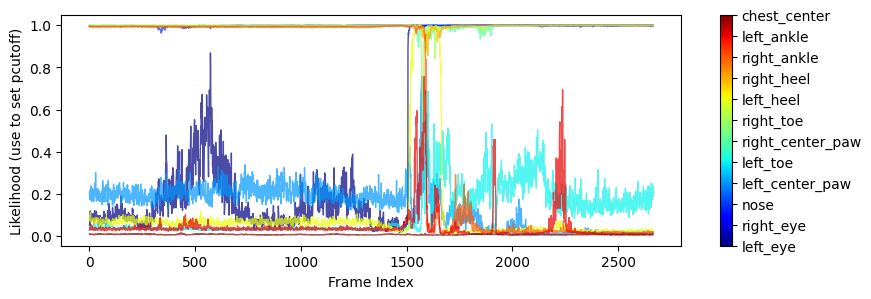 Likelihood (use to set pcutoff)
1.0
0.8
0.6
0.4
0.2
0.0
0
500
1000
1500
2000
2500
Frame Index
chest_center
left_ankle
right_ankle
right_heel
left_heel
right_toe
right_center_paw
left_toe
left_center_paw
nose
right_eye
left_eye